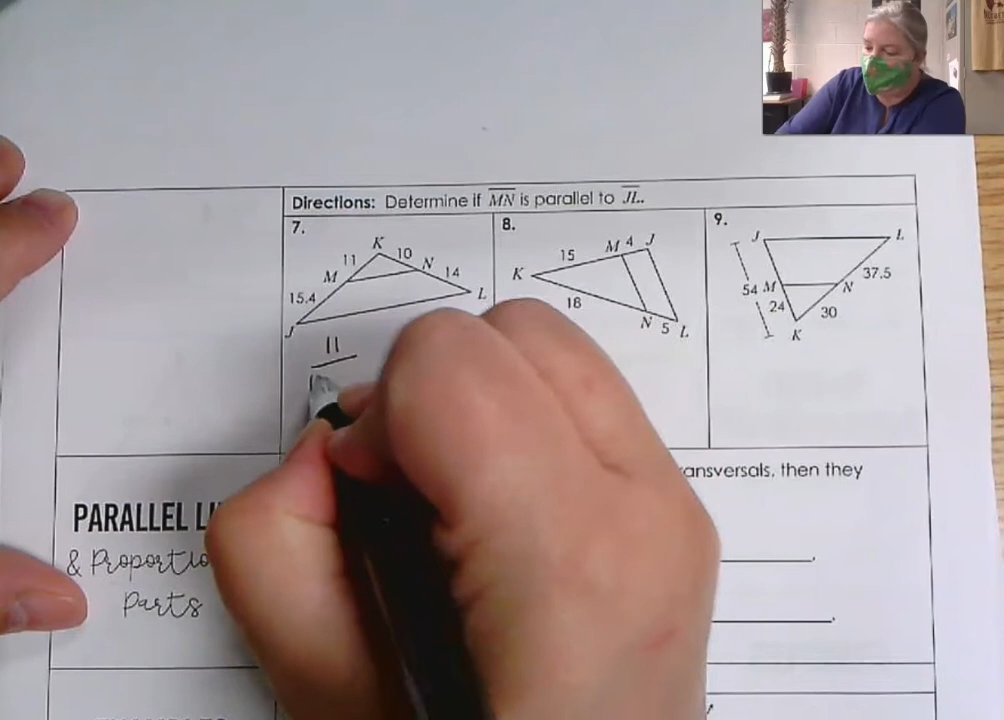 Directions: Determine if MN is parallel to JL.
7.
K
11
10
M
N
14
15.4
L
J
11
8.
15
M 4 J
K
18
N 5 L
9.
J
L
37.5
54 M
N
24
30
K
ansversals, then they
PARALLEL LI
& Proportio
Parts